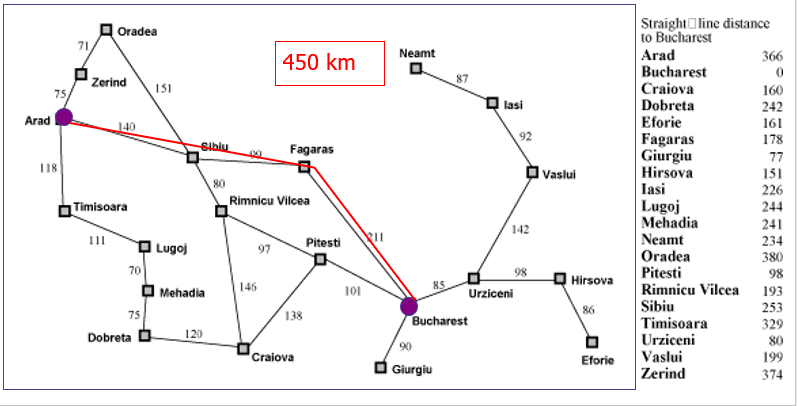 Oradea
71
Zerind
75
151
Arad
140
118
Sibiu
99
Fagaras
80
Timisoara
Rimnicu Vilcea
111
Lugoj
97
Pitesti
211
70
Mehadia
146
101
75
138
Dobreta
120
Craiova
Bucharest
90
Giurgiu
450 km
Neamt
87
Iasi
92
Vaslui
142
85
Urziceni
98
Hirsova
86
Eforie
Straight□line distance
to Bucharest
Arad 366
Bucharest 0
Craiova 160
Dobreta 242
Eforie 161
Fagaras 178
Giurgiu 77
Hirsova 151
Iasi 226
Lugoj 244
Mehadia 241
Neamt 234
Oradea 380
Pitesti 98
Rimnicu Vilcea 193
Sibiu 253
Timisoara 329
Urziceni 80
Vaslui 199
Zerind 374